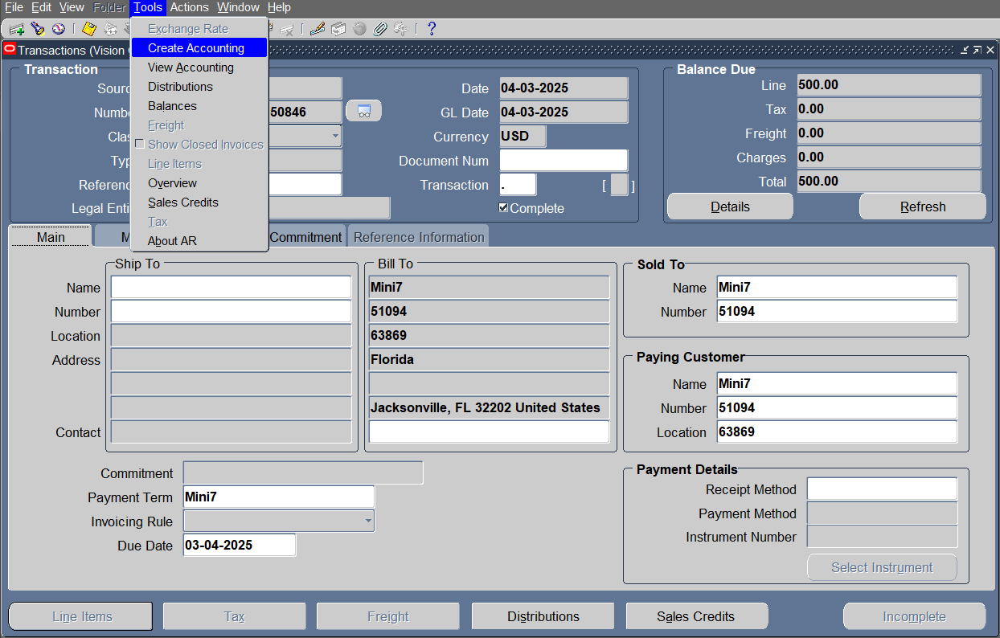 File Edit View Folder Tools Actions Window Help
Transactions (Vision
Exchange Rate
Create Accounting
View Accounting
Distributions
Balances
Freight
Show Closed Invoices
Line Items
Overview
Sales Credits
Tax
About AR
Transaction
Sourc
Numbe 50846
Clas
Typ
Referenc
Legal Enti
Date 04-03-2025
GL Date 04-03-2025
Currency USD
Document Num
Transaction . [ ]
Complete
Balance Due
Line 500.00
Tax 0.00
Freight 0.00
Charges 0.00
Total 500.00
Details Refresh
Main M Commitment Reference Information
Ship To
Name
Number
Location
Address
Contact
Bill To
Mini7
51094
63869
Florida
Jacksonville, FL 32202 United States
Sold To
Name Mini7
Number 51094
Paying Customer
Name Mini7
Number 51094
Location 63869
Commitment
Payment Term Mini7
Invoicing Rule
Due Date 03-04-2025
Payment Details
Receipt Method
Payment Method
Instrument Number
Select Instrument
Line Items Tax Freight Distributions Sales Credits Incomplete